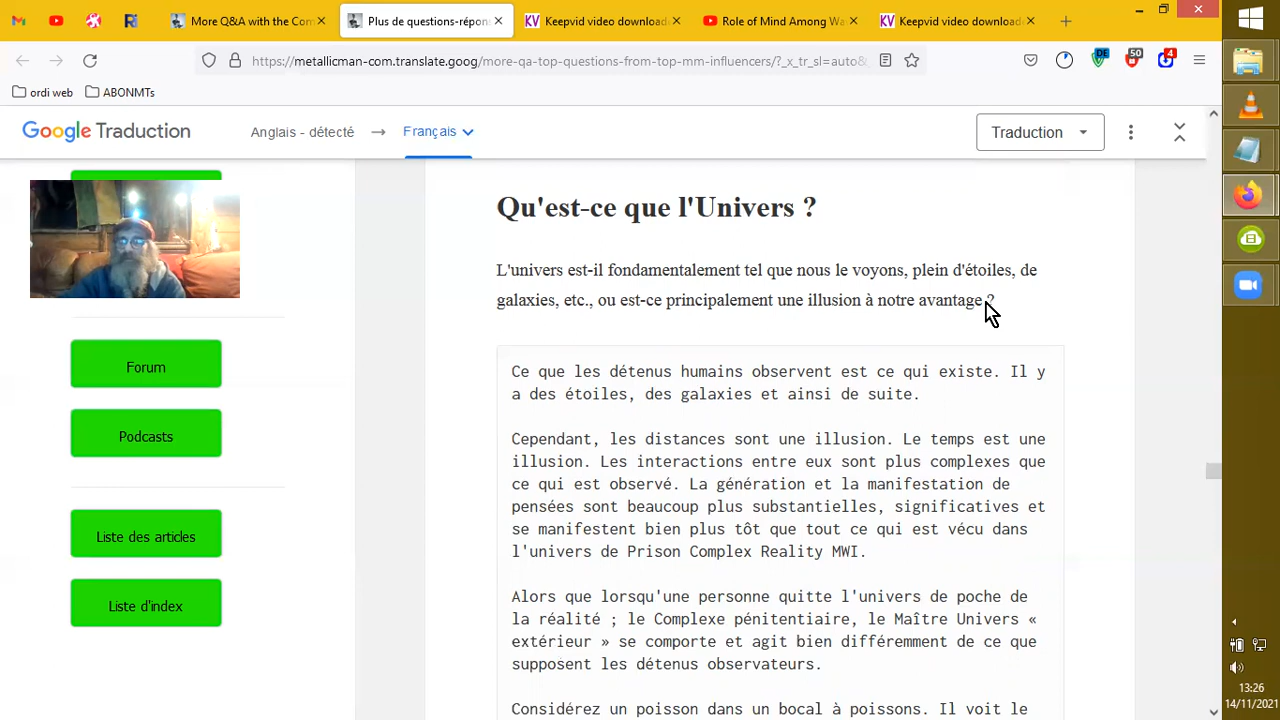 More Q&A with the Com
Plus de questions-répons
Keepvid video download
Role of Mind Among Wa
Keepvid video download
https://metallicman-com.translate.goog/more-qa-top-questions-from-top-mm-influencers/?_x_tr_sl=auto&
DE
50
4
ordi web
ABONMTs
Google Traduction
Anglais - détecté
Français
Traduction
Qu'est-ce que l'Univers ?
L'univers est-il fondamentalement tel que nous le voyons, plein d'étoiles, de
galaxies, etc., ou est-ce principalement une illusion à notre avantage ?
Forum
Podcasts
Liste des articles
Liste d'index
Ce que les détenus humains observent est ce qui existe. Il y
a des étoiles, des galaxies et ainsi de suite.
Cependant, les distances sont une illusion. Le temps est une
illusion. Les interactions entre eux sont plus complexes que
ce qui est observé. La génération et la manifestation de
pensées sont beaucoup plus substantielles, significatives et
se manifestent bien plus tôt que tout ce qui est vécu dans
l'univers de Prison Complex Reality MWI.
Alors que lorsqu'une personne quitte l'univers de poche de
la réalité ; le Complexe pénitentiaire, le Maître Univers «
extérieur » se comporte et agit bien différemment de ce que
supposent les détenus observateurs.
Considérez un poisson dans un bocal à poissons. Il voit le
13:26
14/11/2021